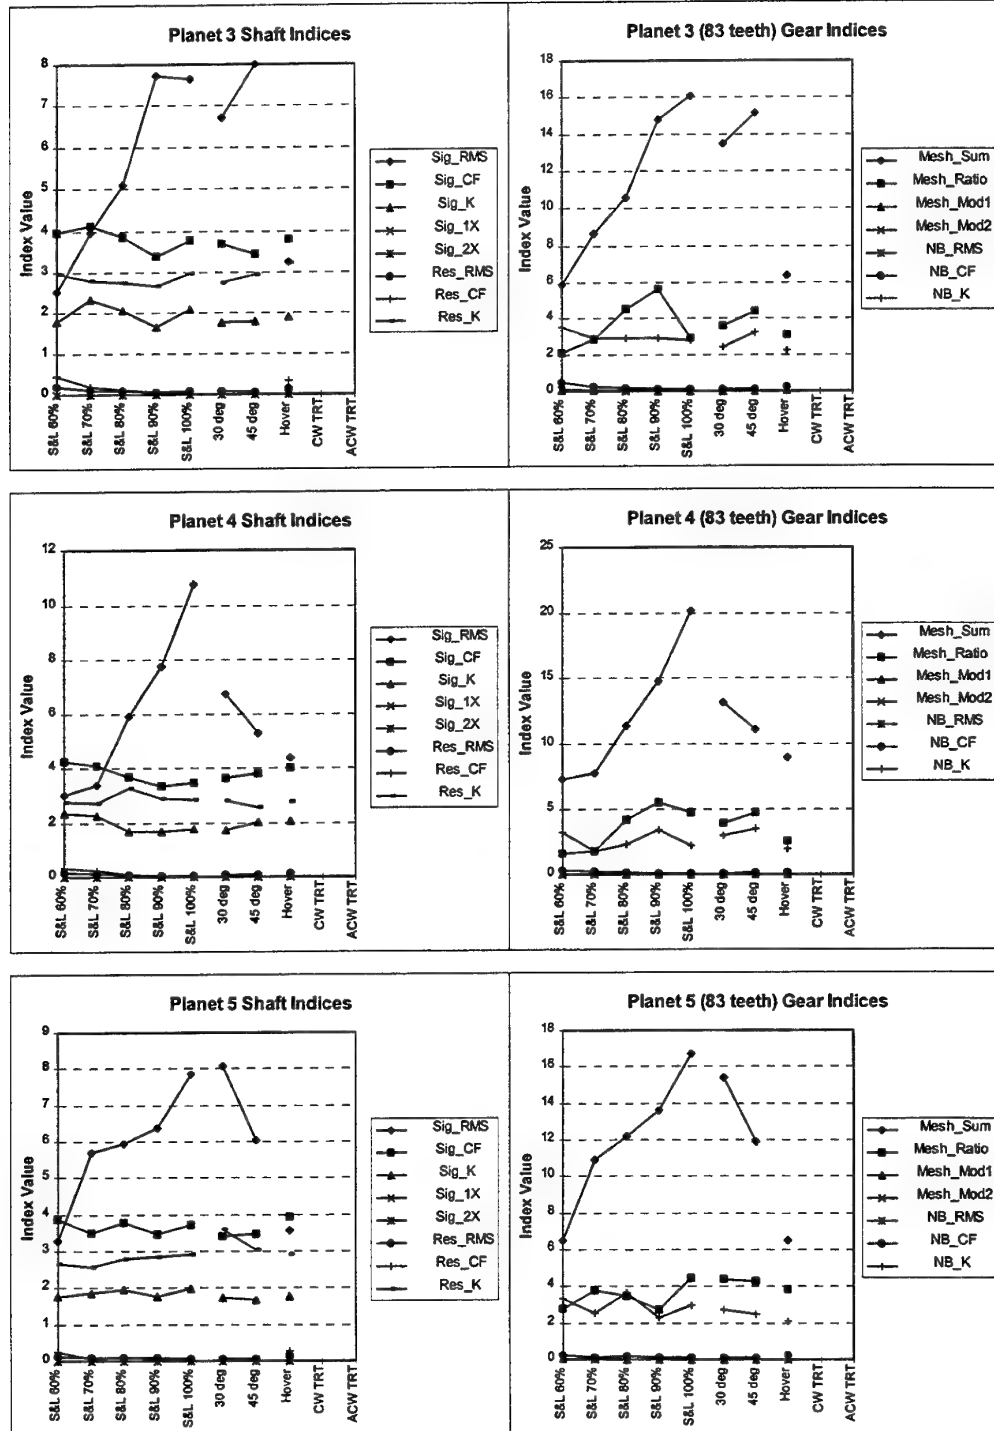 Planet 3 Shaft Indices
8
7
6
5
4
3
2
1
0
Index Value
S&L 60%
S&L 70%
S&L 80%
S&L 90%
S&L 100%
30 deg
45 deg
Hover
CW TRT
ACW TRT
Sig_RMS
Sig_CF
Sig_K
Sig_1X
Sig_2X
Res_RMS
Res_CF
Res_K
Planet 3 (83 teeth) Gear Indices
18
16
14
12
10
8
6
4
2
0
Index Value
S&L 60%
S&L 70%
S&L 80%
S&L 90%
S&L 100%
30 deg
45 deg
Hover
CW TRT
ACW TRT
Mesh_Sum
Mesh_Ratio
Mesh_Mod1
Mesh_Mod2
NB_RMS
NB_CF
NB_K
Planet 4 Shaft Indices
12
10
8
6
4
2
0
Index Value
S&L 60%
S&L 70%
S&L 80%
S&L 90%
S&L 100%
30 deg
45 deg
Hover
CW TRT
ACW TRT
Sig_RMS
Sig_CF
Sig_K
Sig_1X
Sig_2X
Res_RMS
Res_CF
Res_K
Planet 4 (83 teeth) Gear Indices
25
20
15
10
5
0
Index Value
S&L 60%
S&L 70%
S&L 80%
S&L 90%
S&L 100%
30 deg
45 deg
Hover
CW TRT
ACW TRT
Mesh_Sum
Mesh_Ratio
Mesh_Mod1
Mesh_Mod2
NB_RMS
NB_CF
NB_K
Planet 5 Shaft Indices
9
8
7
6
5
4
3
2
1
0
Index Value
S&L 60%
S&L 70%
S&L 80%
S&L 90%
S&L 100%
30 deg
45 deg
Hover
CW TRT
ACW TRT
Sig_RMS
Sig_CF
Sig_K
Sig_1X
Sig_2X
Res_RMS
Res_CF
Res_K
Planet 5 (83 teeth) Gear Indices
18
16
14
12
10
8
6
4
2
0
Index Value
S&L 60%
S&L 70%
S&L 80%
S&L 90%
S&L 100%
30 deg
45 deg
Hover
CW TRT
ACW TRT
Mesh_Sum
Mesh_Ratio
Mesh_Mod1
Mesh_Mod2
NB_RMS
NB_CF
NB_K